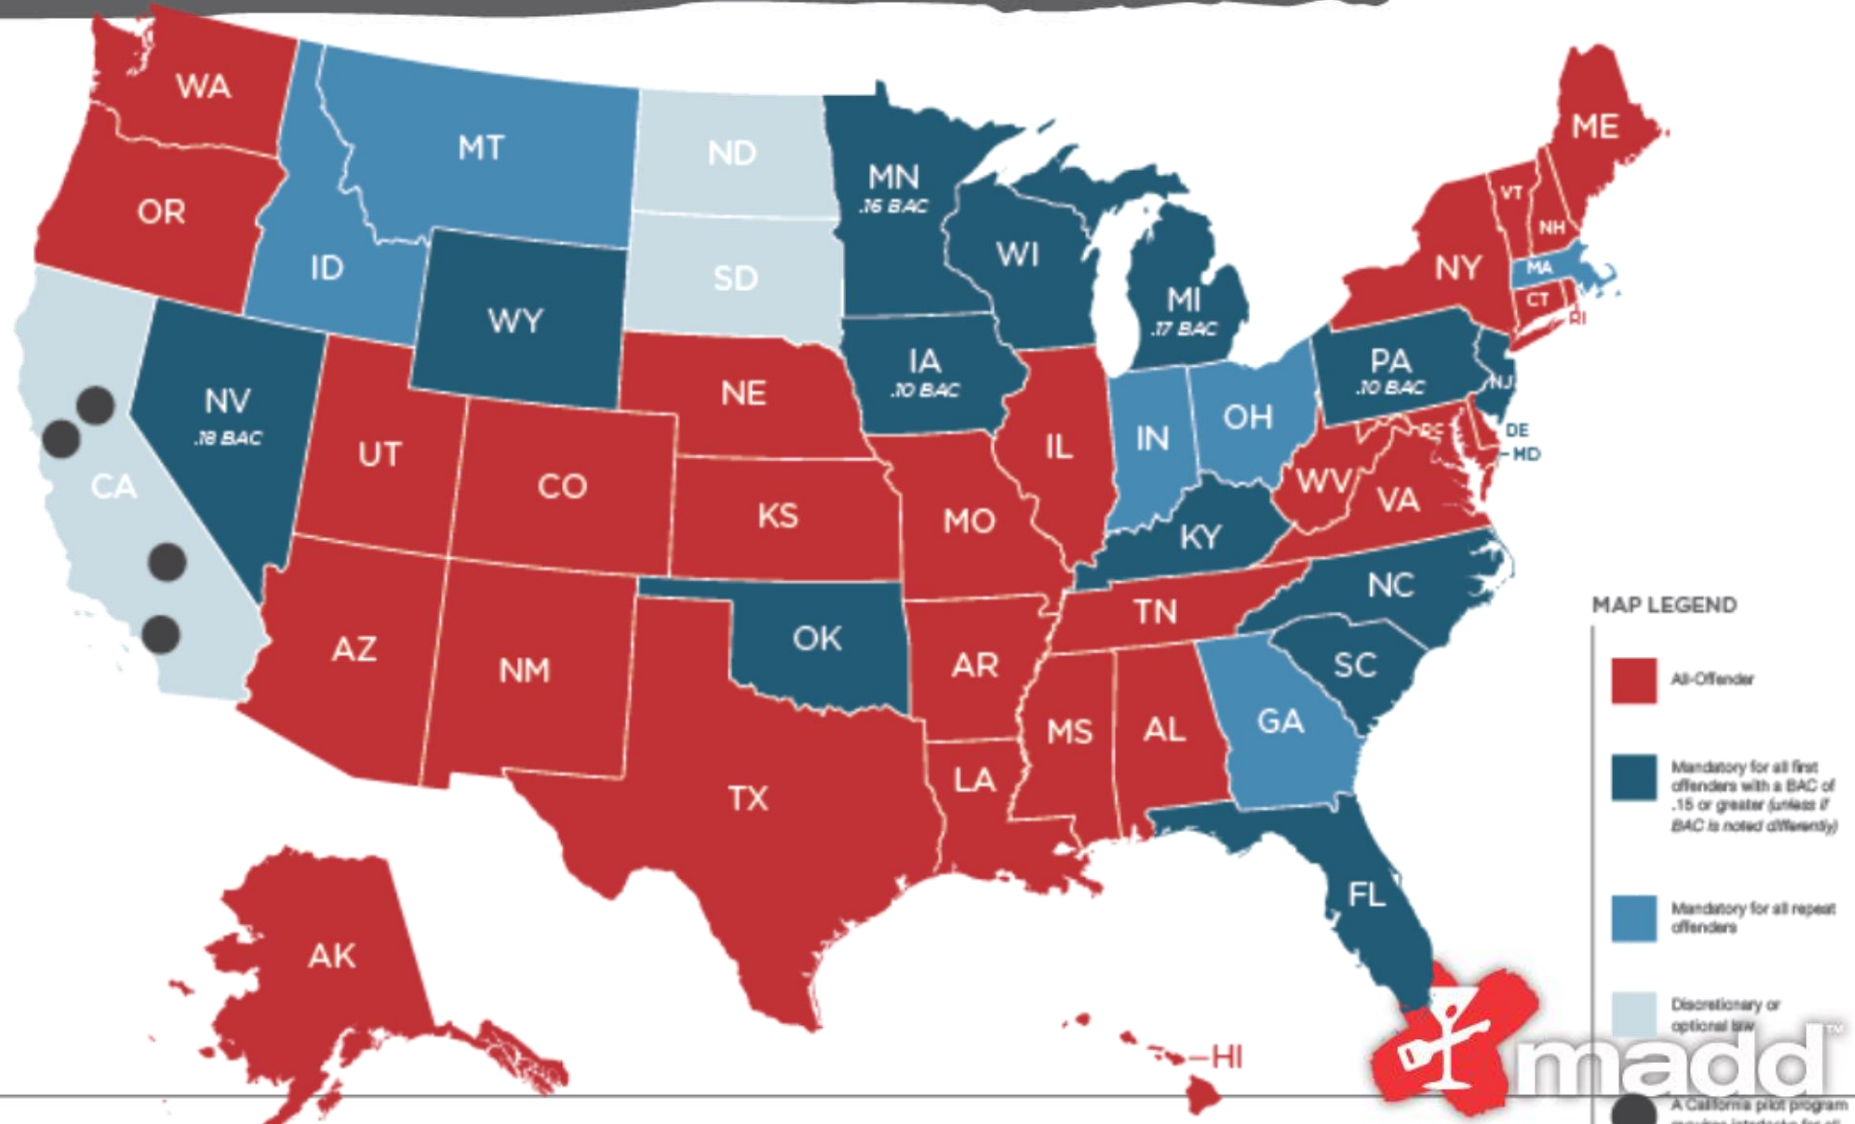 WA
ME
MT
ND
VT
MN
.16 BAC
OR
NH
WI
ID
NY
MA
SD
MI
.17 BAC
CT
RI
WY
IA
.10 BAC
PA
.10 BAC
NJ
NE
NV
.18 BAC
OH
DE
IN
DC
MD
IL
UT
CO
CA
WV
VA
KS
MO
KY
NC
TN
OK
AZ
AR
NM
SC
MS
AL
GA
LA
TX
FL
AK
HI
MAP LEGEND
All-Offender
Mandatory for all first
offenders with a BAC of
.15 or greater (unless if
BAC is noted differently)
Mandatory for all repeat
offenders
Discretionary or
optional law
madd™
A California pilot program